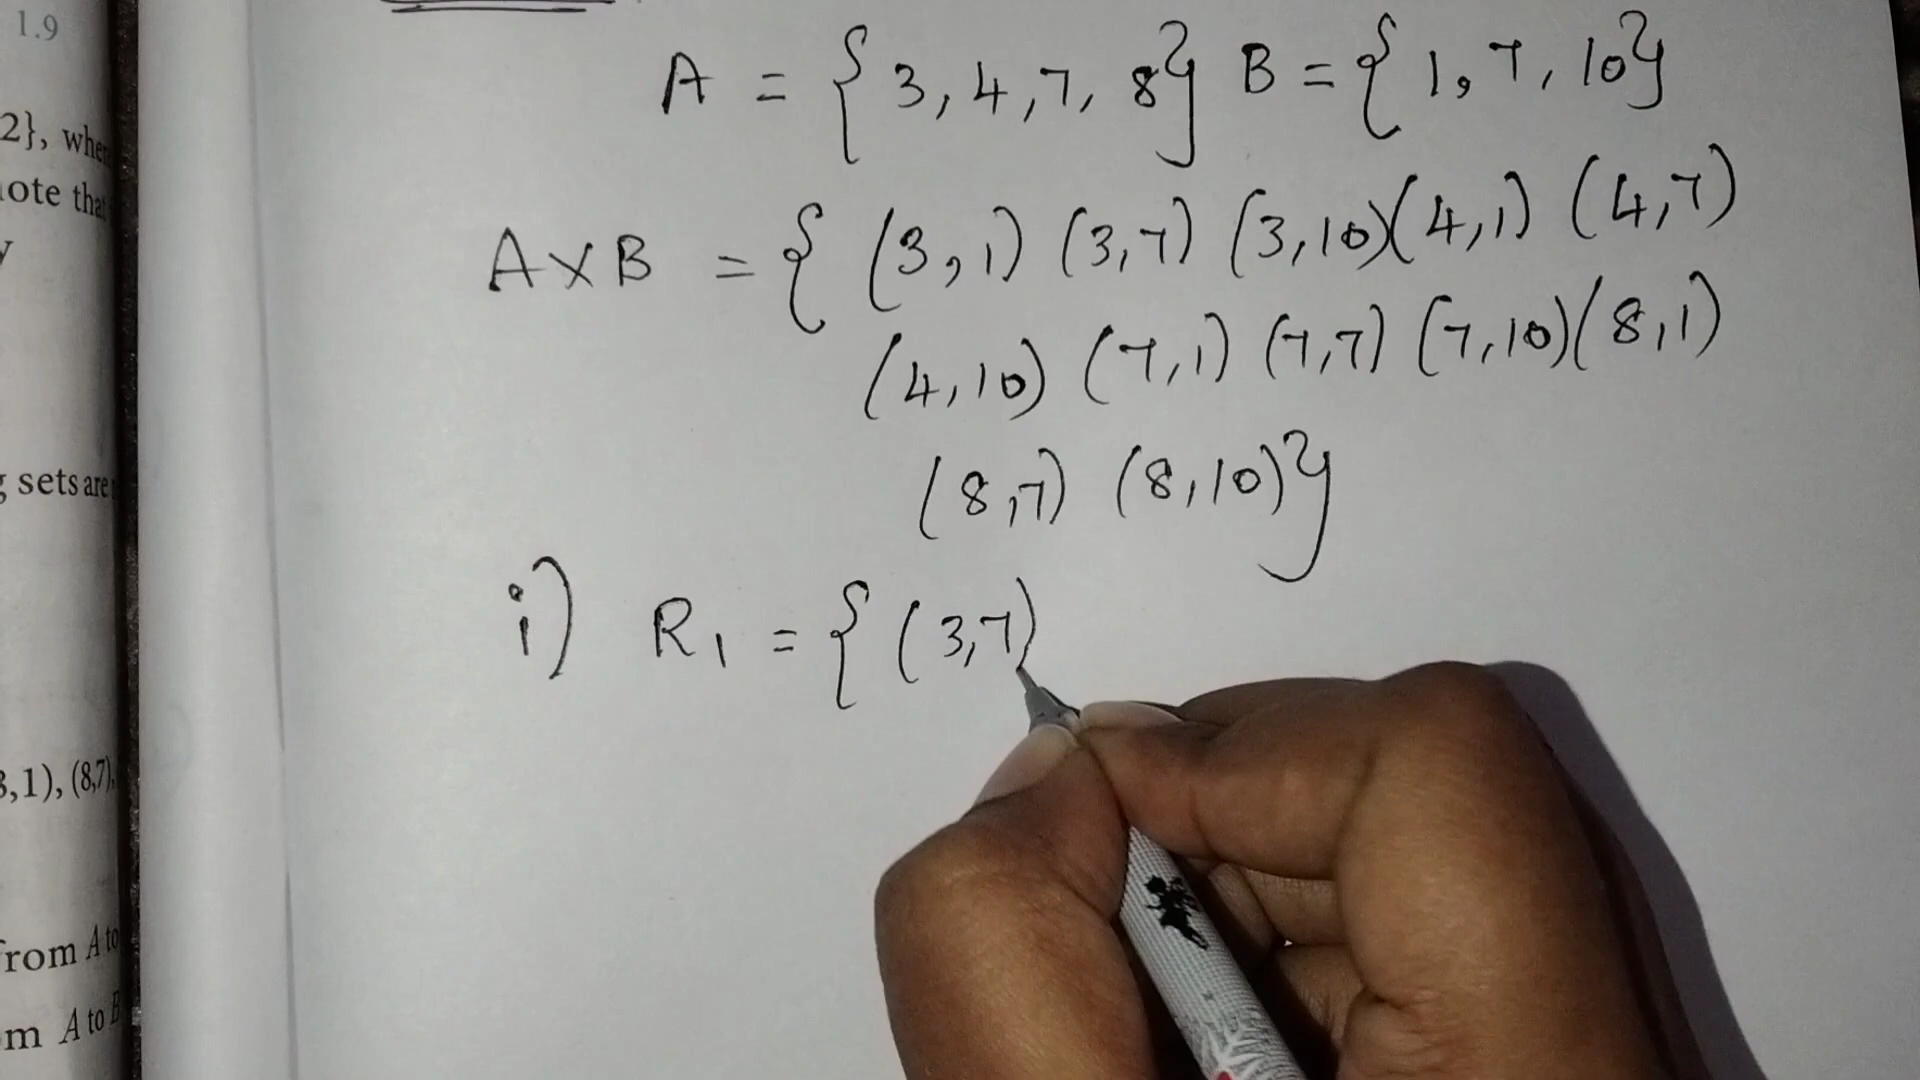 1.9
2}, whe
ote tha
y
sets are
3,1), (8,7),
from A to
m A to B
A = {3, 4, 7, 8} B = {1, 7, 10}
A × B = { (3, 1) (3, 7) (3, 10) (4, 1) (4, 7)
(4, 10) (7, 1) (7, 7) (7, 10) (8, 1)
(8, 7) (8, 10)}
i) R1 = { (3, 7)